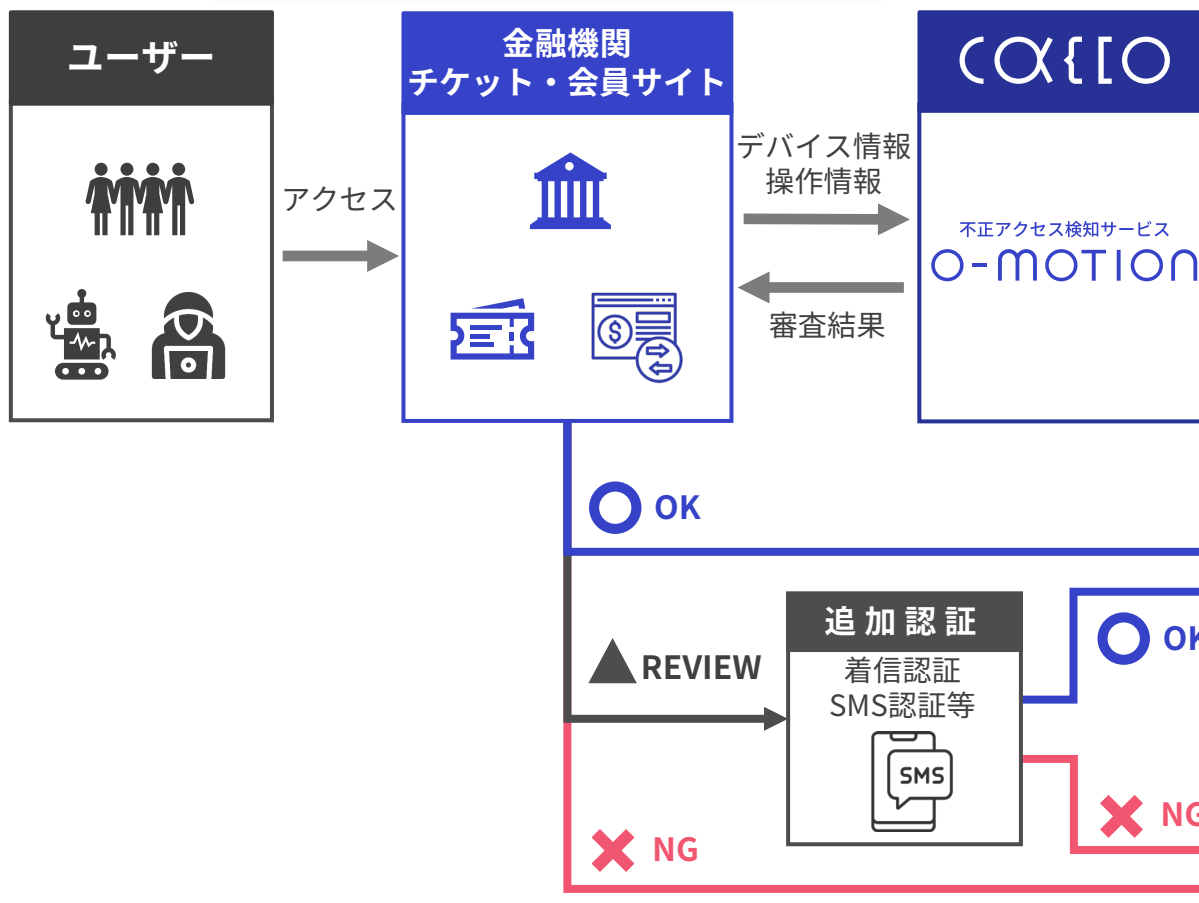 ユーザー
金融機関
チケット・会員サイト
cacco
アクセス
デバイス情報
操作情報
審査結果
不正アクセス検知サービス
O-MOTION
OK
REVIEW
NG
追加認証
着信認証
SMS認証等
SMS
OK
NG